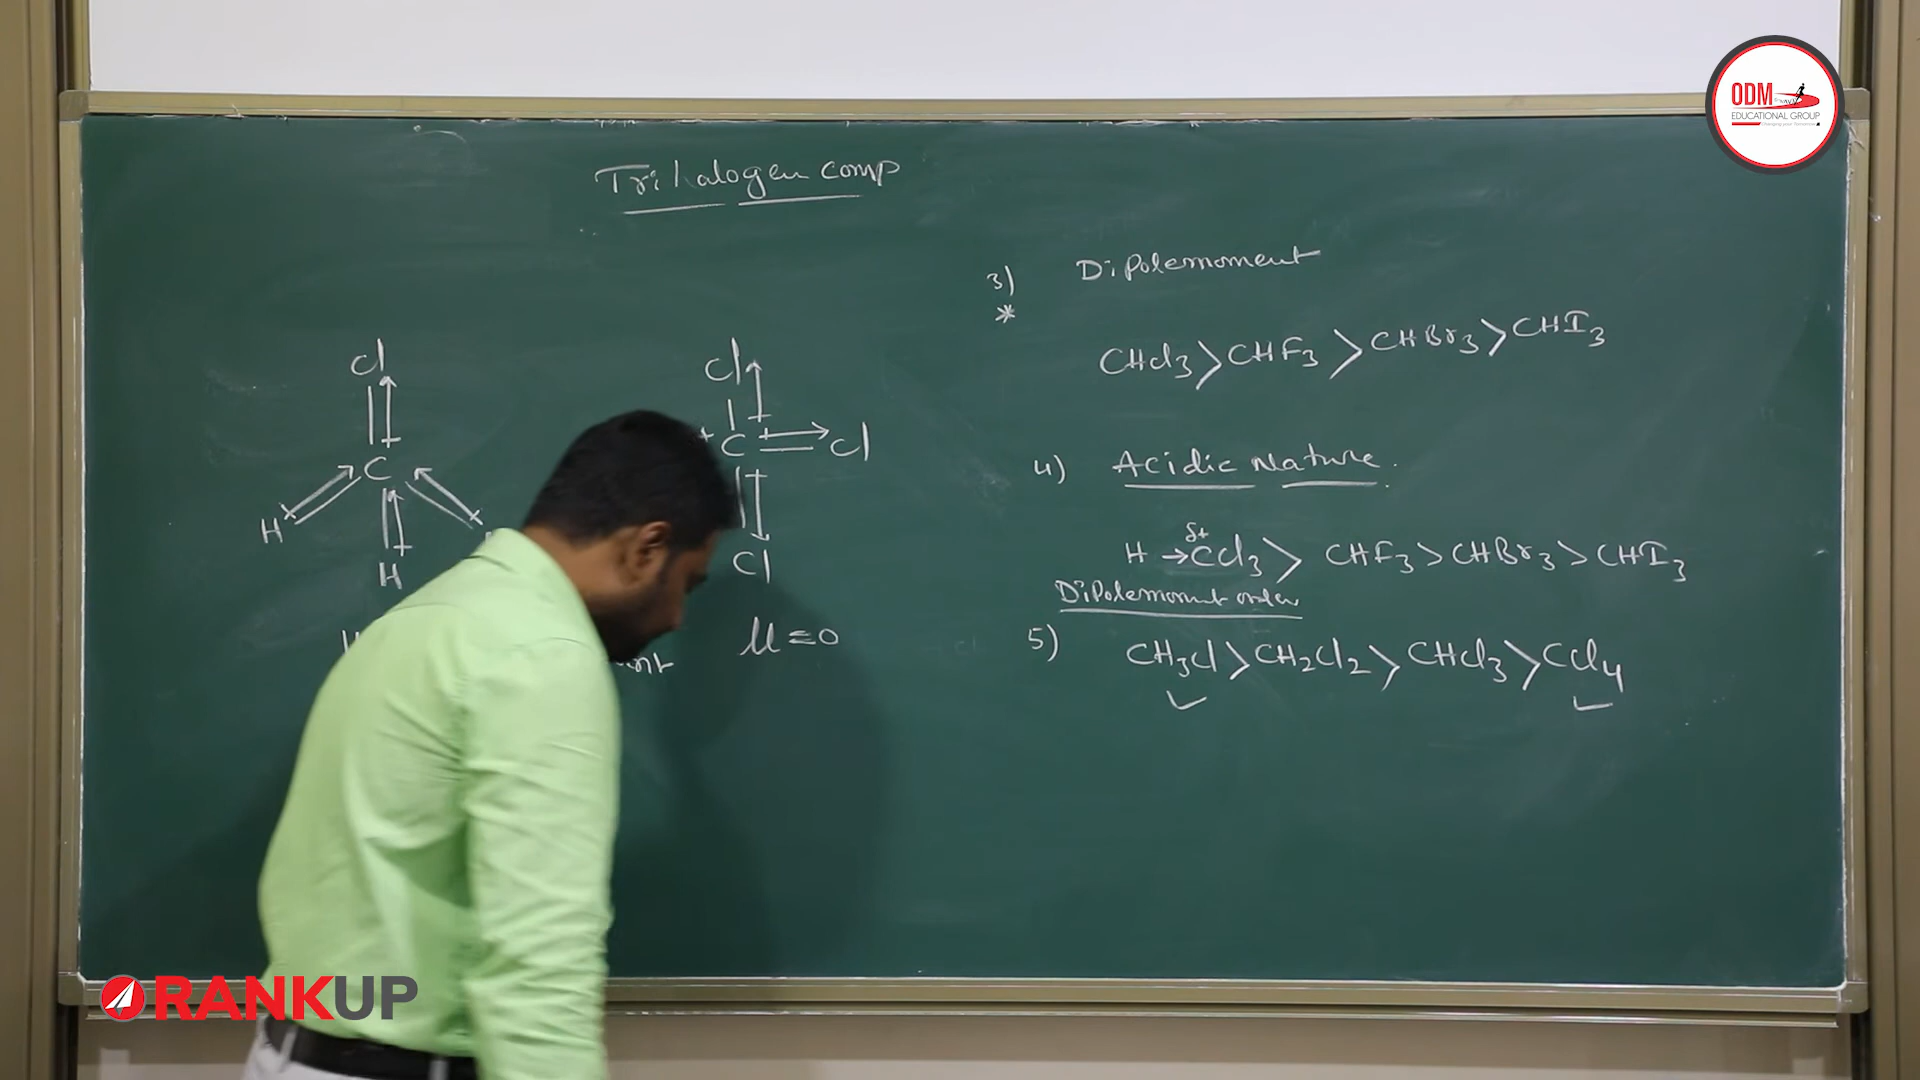 ODM
EDUCATIONAL GROUP
Trihalogen comp
Cl
C
H
H
Cl
C Cl
Cl
μ = 0
3) Dipolemoment
*
CHCl3 > CHF3 > CHBr3 > CHI3
4) Acidic Nature.
δ+
H → CCl3 > CHF3 > CHBr3 > CHI3
Dipolemoment order
5) CH3Cl > CH2Cl2 > CHCl3 > CCl4
RANKUP